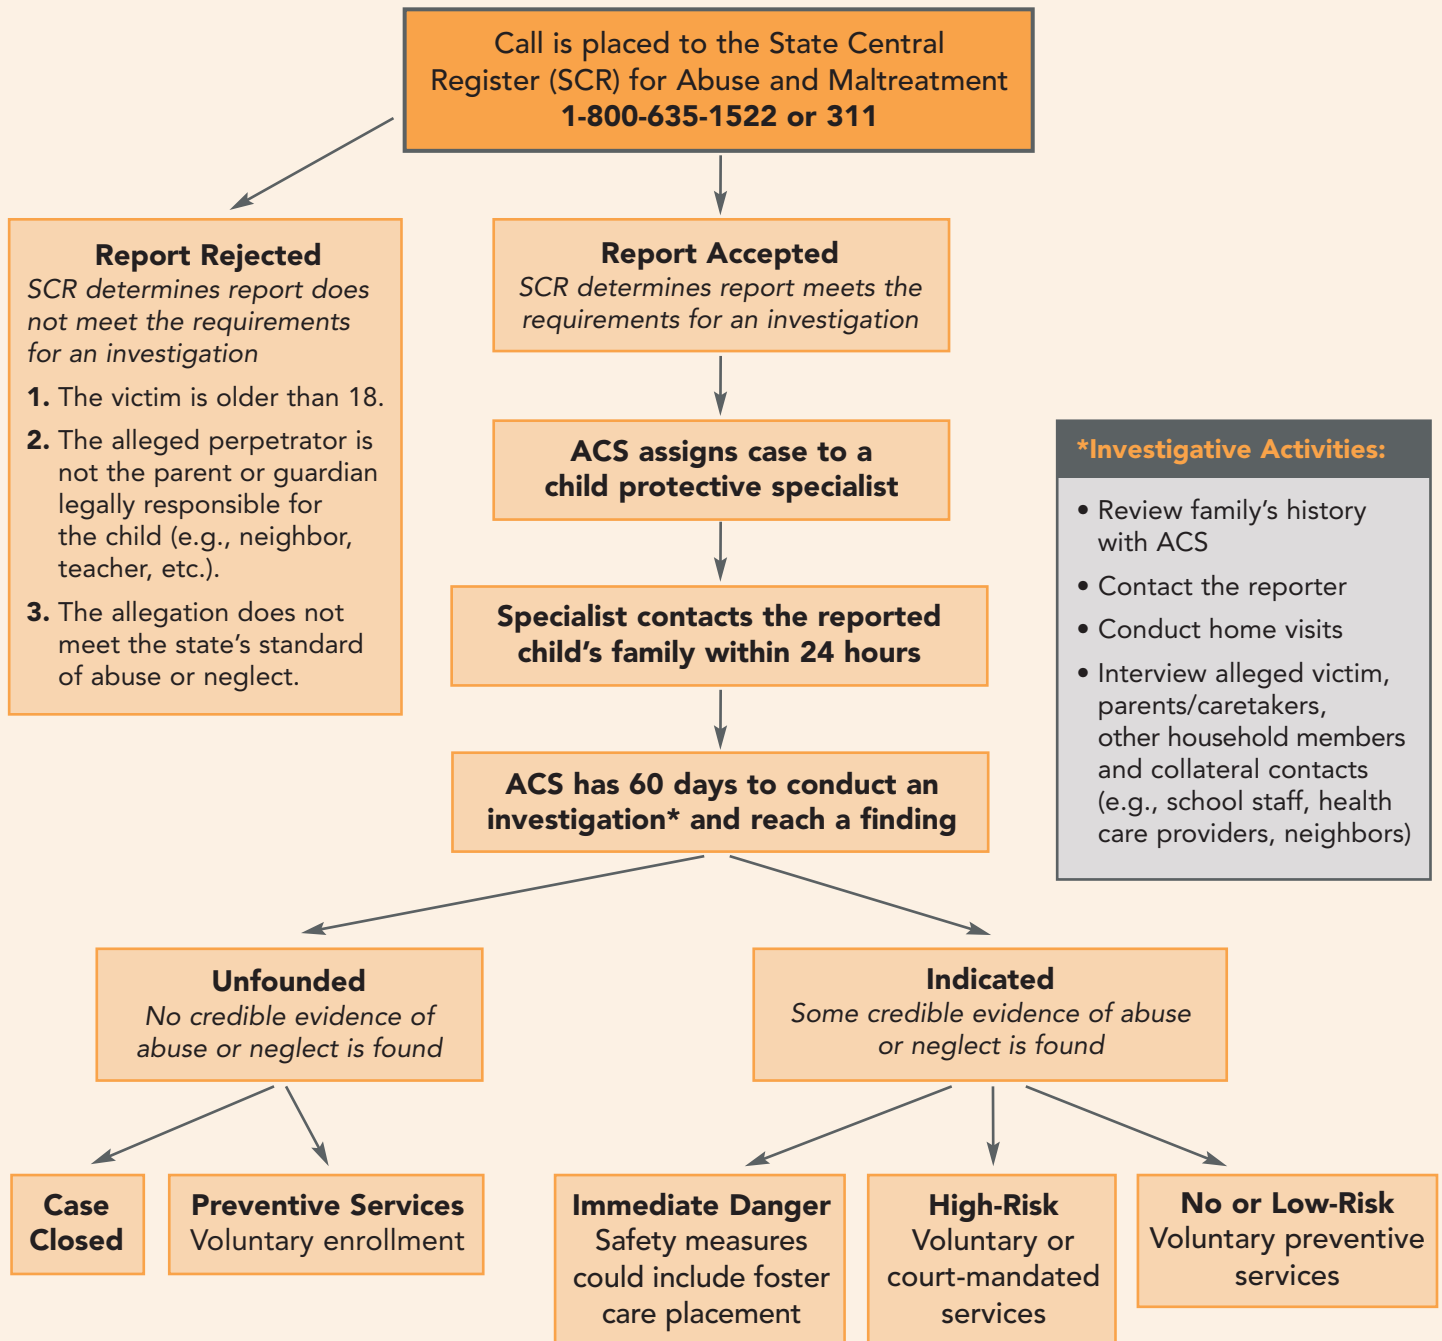 Call is placed to the State Central
Register (SCR) for Abuse and Maltreatment
1-800-635-1522 or 311
Report Rejected
SCR determines report does
not meet the requirements
for an investigation
1. The victim is older than 18.
2. The alleged perpetrator is
not the parent or guardian
legally responsible for
the child (e.g., neighbor,
teacher, etc.).
3. The allegation does not
meet the state's standard
of abuse or neglect.
Report Accepted
SCR determines report meets the
requirements for an investigation
ACS assigns case to a
child protective specialist
Specialist contacts the reported
child's family within 24 hours
ACS has 60 days to conduct an
investigation* and reach a finding
*Investigative Activities:
• Review family's history
with ACS
• Contact the reporter
• Conduct home visits
• Interview alleged victim,
parents/caretakers,
other household members
and collateral contacts
(e.g., school staff, health
care providers, neighbors)
Unfounded
No credible evidence of
abuse or neglect is found
Indicated
Some credible evidence of abuse
or neglect is found
Case
Closed
Preventive Services
Voluntary enrollment
Immediate Danger
Safety measures
could include foster
care placement
High-Risk
Voluntary or
court-mandated
services
No or Low-Risk
Voluntary preventive
services